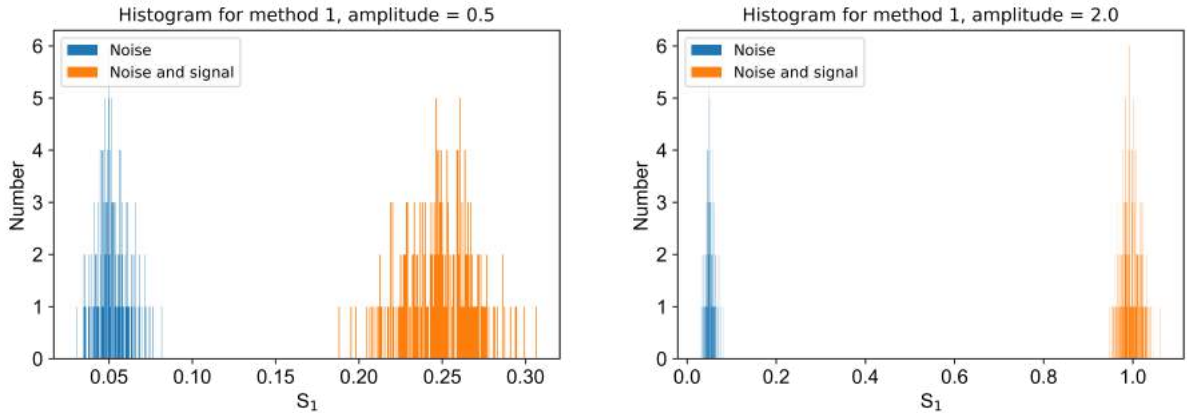 Histogram for method 1, amplitude = 0.5
6
5
4
3
2
1
0
Number
Noise
Noise and signal
0.05 0.10 0.15 0.20 0.25 0.30
S₁
Histogram for method 1, amplitude = 2.0
6
5
4
3
2
1
0
Number
Noise
Noise and signal
0.0 0.2 0.4 0.6 0.8 1.0
S₁